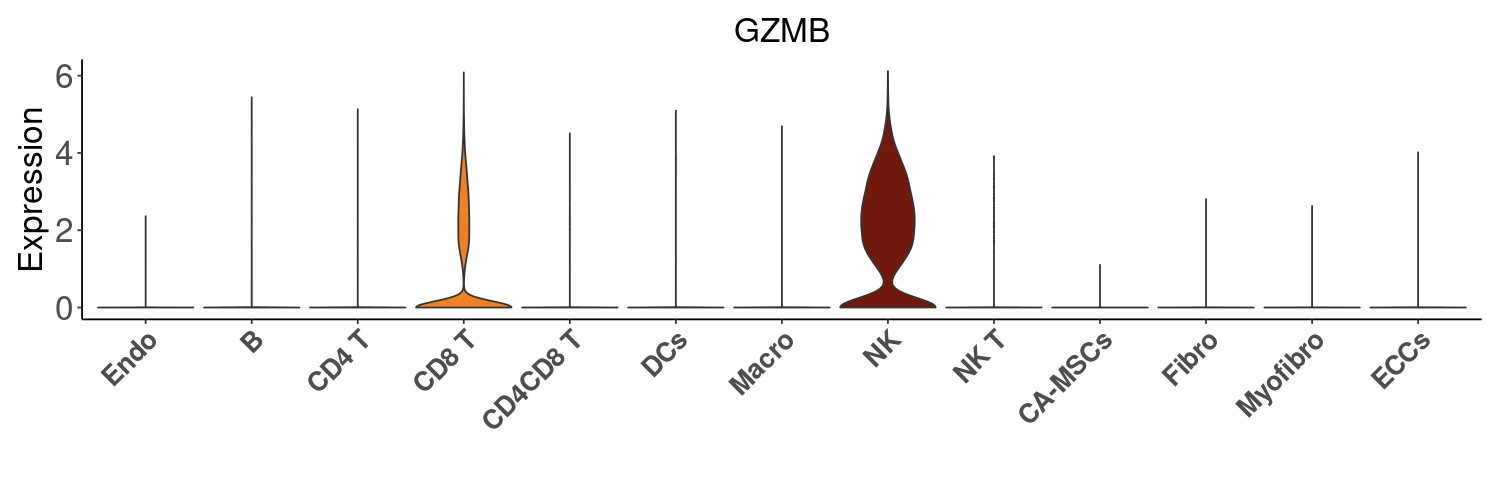 GZMB
Expression
6
4
2
0
Endo
B
CD4 T
CD8 T
CD4CD8 T
DCs
Macro
NK
NK T
CA-MSCs
Fibro
Myofibro
ECCs